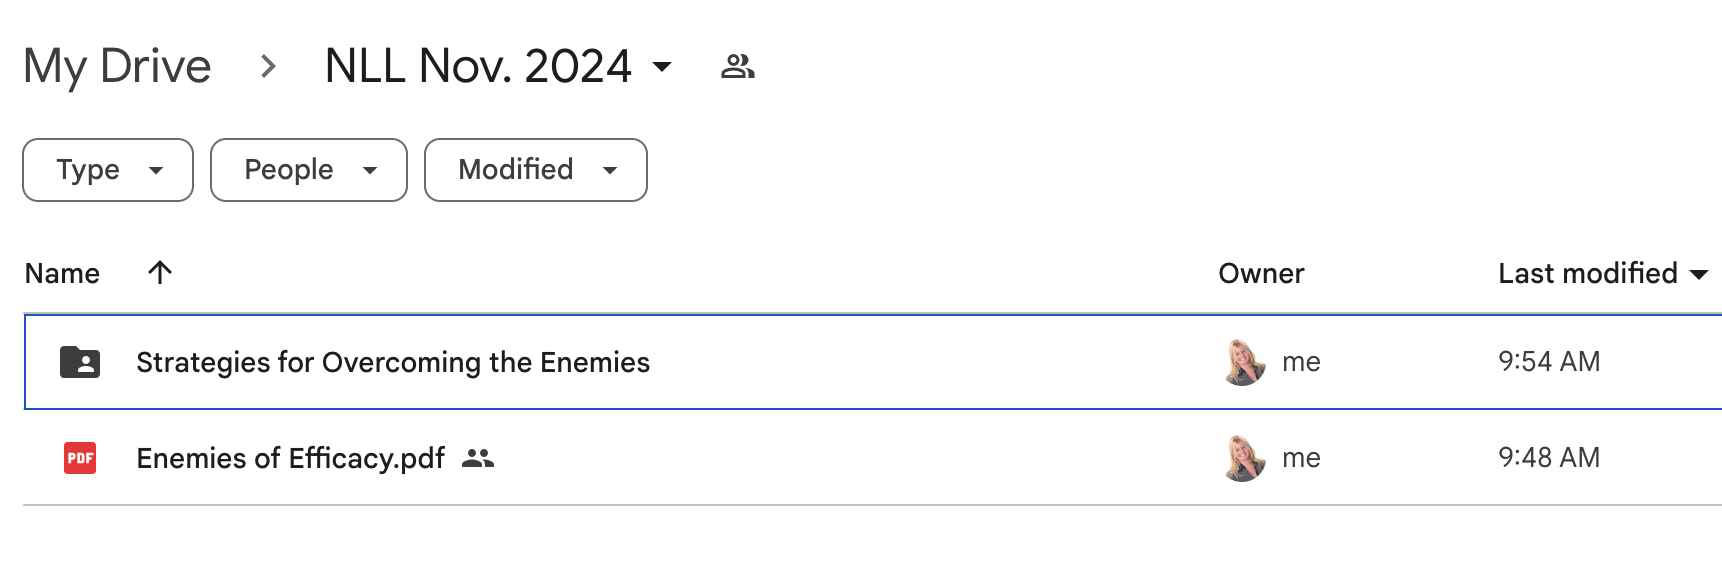 My Drive > NLL Nov. 2024
Type People Modified
Name Owner Last modified
Strategies for Overcoming the Enemies me 9:54 AM
PDF Enemies of Efficacy.pdf me 9:48 AM